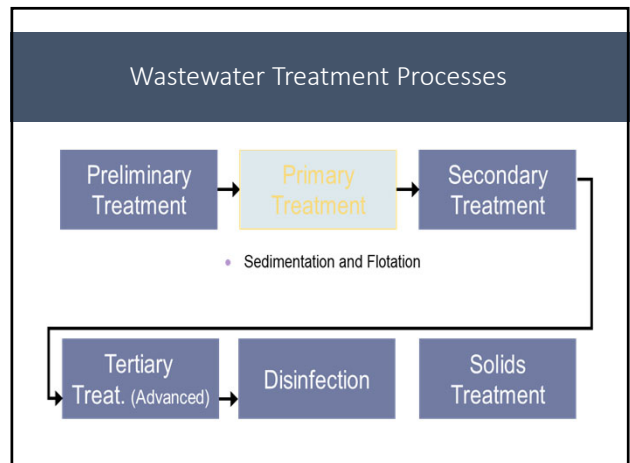 Wastewater Treatment Processes
Preliminary
Treatment
Primary
Treatment
Secondary
Treatment
• Sedimentation and Flotation
Tertiary
Treat. (Advanced)
Disinfection
Solids
Treatment